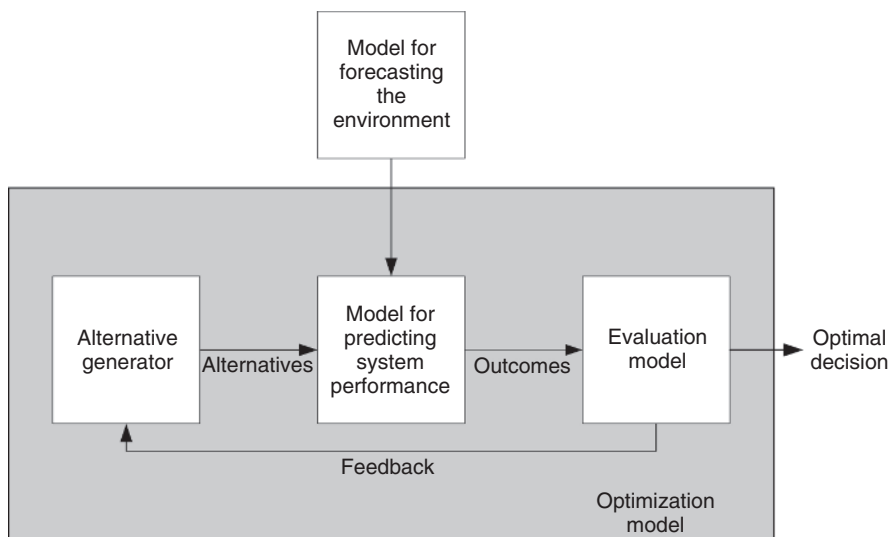 Model for
forecasting
the
environment
Alternative
generator
Alternatives
Model for
predicting
system
performance
Outcomes
Evaluation
model
Optimal
decision
Feedback
Optimization
model